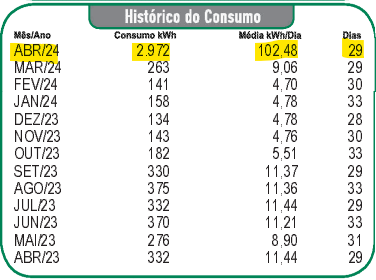 Histórico do Consumo
Mês/Ano Consumo kWh Média kWh/Dia Dias
ABR/24 2.972 102,48 29
MAR/24 263 9,06 29
FEV/24 141 4,70 30
JAN/24 158 4,78 33
DEZ/23 134 4,78 28
NOV/23 143 4,76 30
OUT/23 182 5,51 33
SET/23 330 11,37 29
AGO/23 375 11,36 33
JUL/23 332 11,44 29
JUN/23 370 11,21 33
MAI/23 276 8,90 31
ABR/23 332 11,44 29